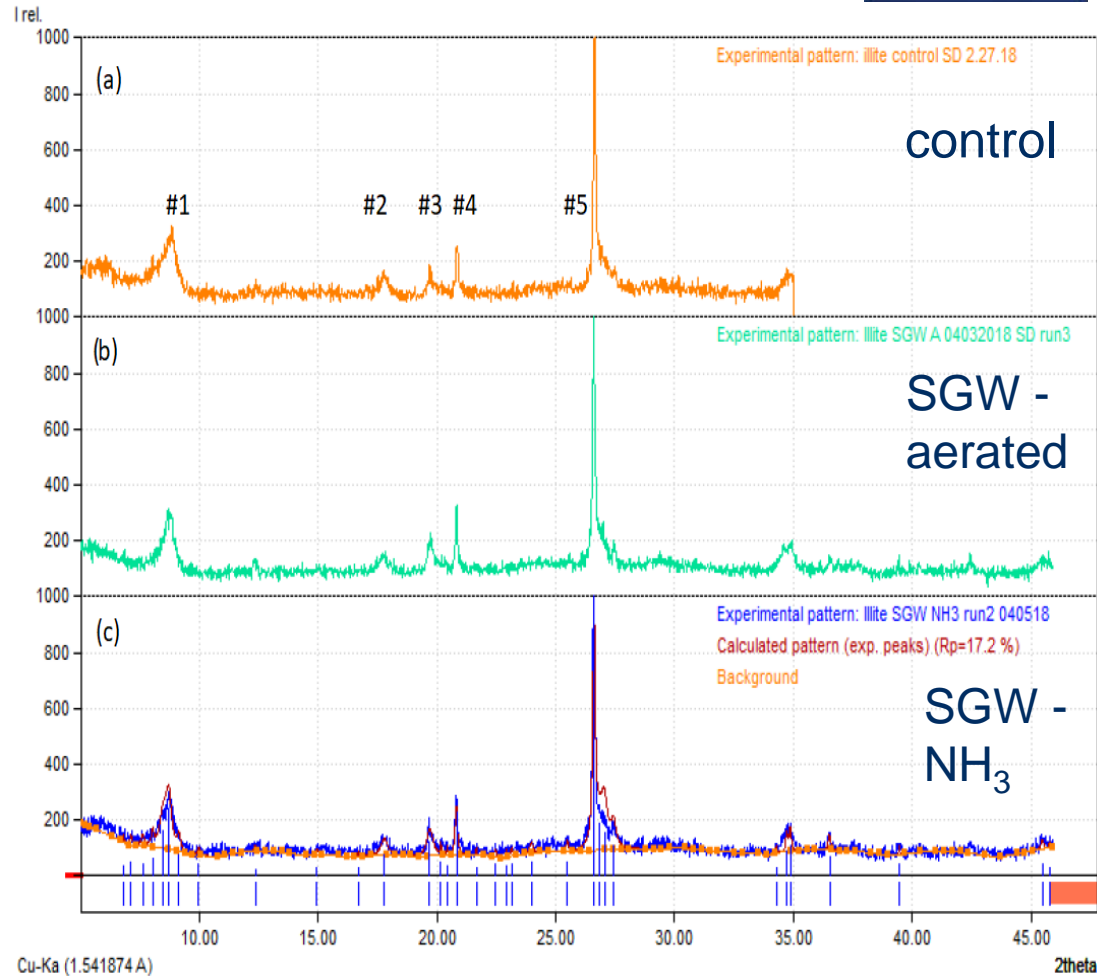 I rel.
1000
800
600
400
200
(a)
Experimental pattern: illite control SD 2.27.18
control
#1 #2 #3 #4 #5
1000
800
600
400
200
(b)
Experimental pattern: Illite SGW A 04032018 SD run3
SGW -
aerated
1000
800
600
400
200
(c)
Experimental pattern: Illite SGW NH3 run2 040518
Calculated pattern (exp. peaks) (Rp=17.2 %)
Background
SGW -
NH₃
10.00 15.00 20.00 25.00 30.00 35.00 40.00 45.00
Cu-Ka (1.541874 A) 2theta